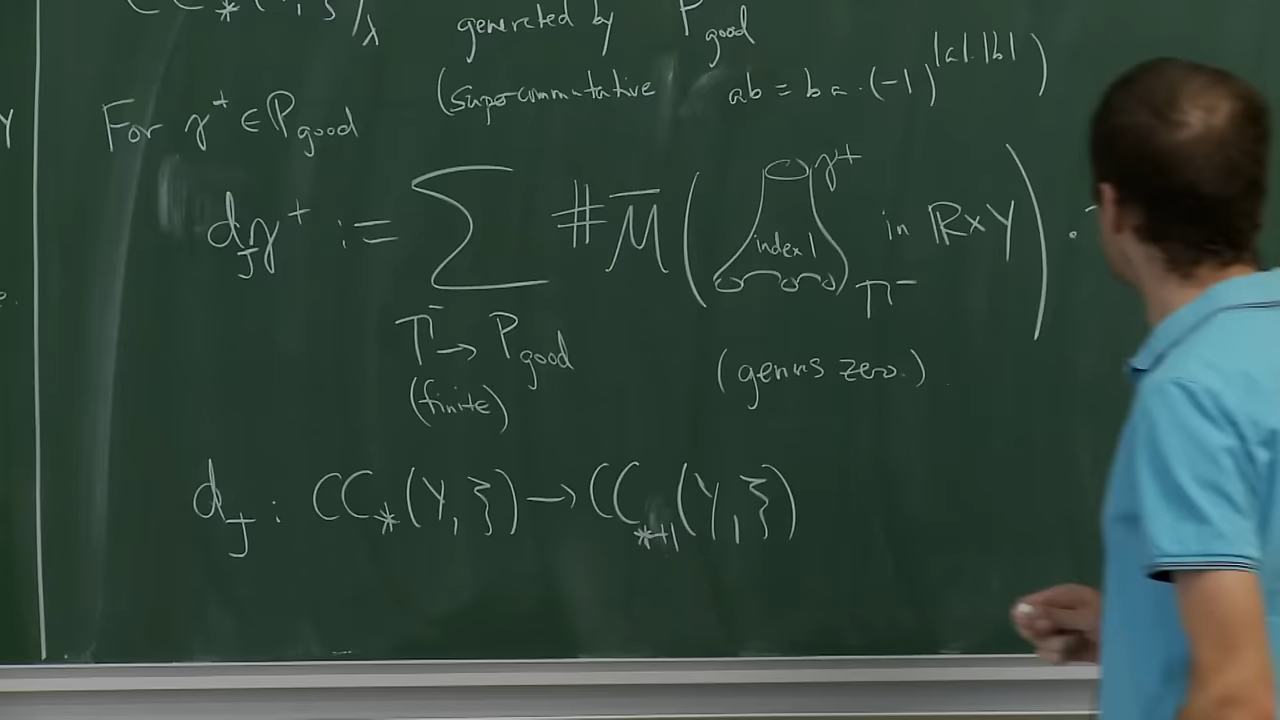 generated by P_good
(supercommutative ab = ba·(-1)^{|a|·|b|})
For γ⁺ ∈ P_good
d_J γ⁺ := Σ # M̄ ( γ⁺ index 1 Γ⁻ in ℝ×Y ) ·
Γ⁻ → P_good
(finite)
(genus zero.)
d_J : CC_*(Y, ξ) → CC_{*+1}(Y, ξ)